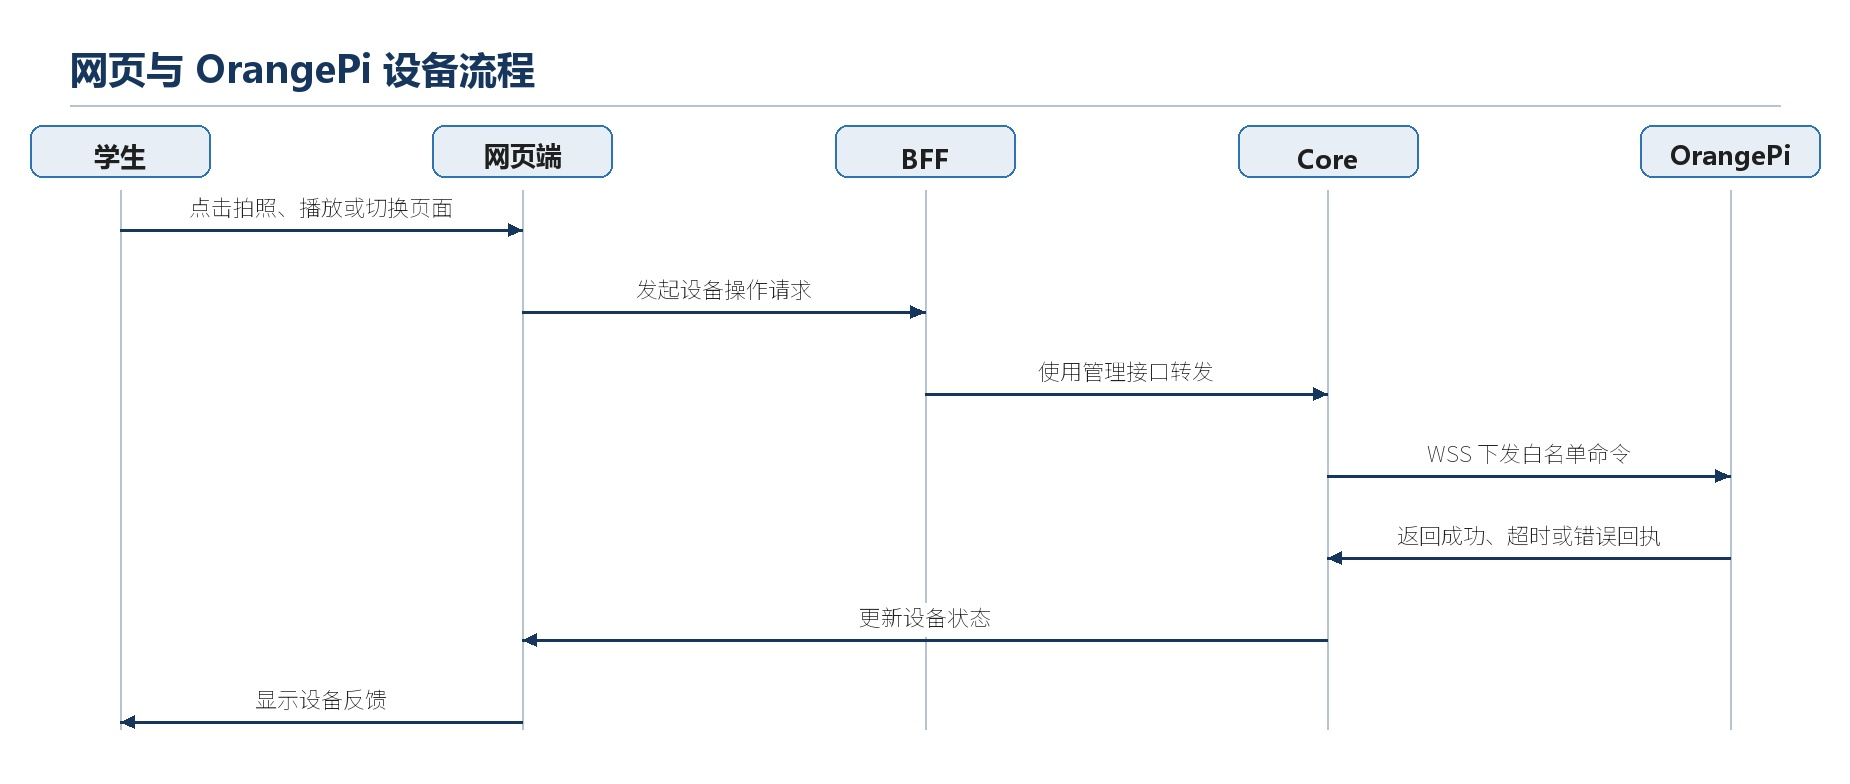 网页与 OrangePi 设备流程
学生
网页端
BFF
Core
OrangePi
点击拍照、播放或切换页面
发起设备操作请求
使用管理接口转发
WSS 下发白名单命令
返回成功、超时或错误回执
更新设备状态
显示设备反馈